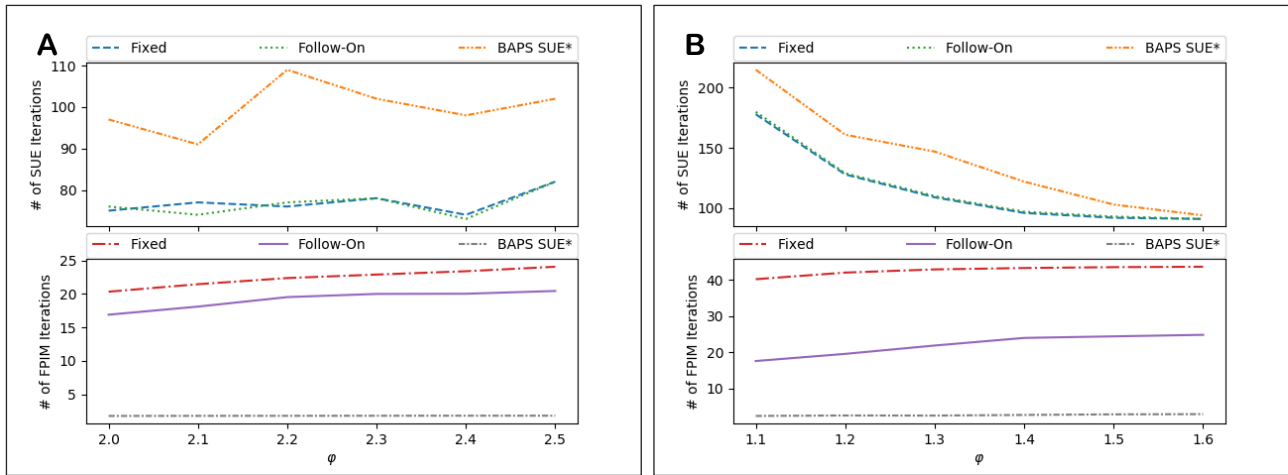 A
Fixed Follow-On BAPS SUE*
110
100
90
80
# of SUE Iterations
Fixed Follow-On BAPS SUE*
25
20
15
10
5
# of FPIM Iterations
2.0 2.1 2.2 2.3 2.4 2.5
φ
B
Fixed Follow-On BAPS SUE*
200
150
100
# of SUE Iterations
Fixed Follow-On BAPS SUE*
40
30
20
10
# of FPIM Iterations
1.1 1.2 1.3 1.4 1.5 1.6
φ